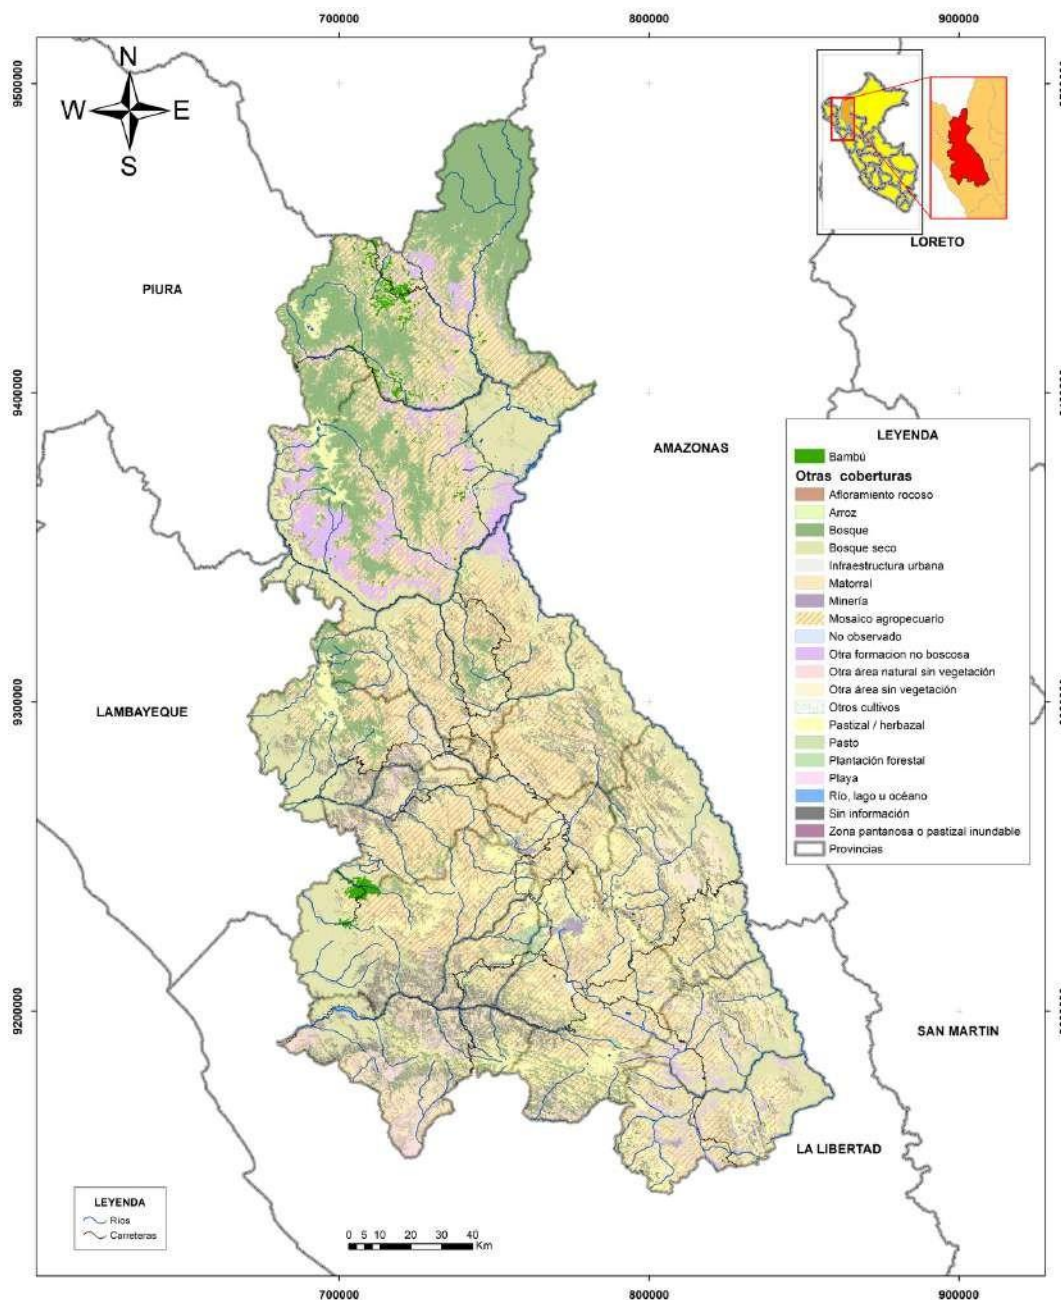 700000
800000
900000
9500000
N
W
E
S
LORETO
PIURA
9400000
AMAZONAS
LEYENDA
Bambú
Otras coberturas
Afloramiento rocoso
Arroz
Bosque
Bosque seco
Infraestructura urbana
Matorral
Minería
Mosaico agropecuario
No observado
Otra formacion no boscosa
Otra área natural sin vegetación
Otra área sin vegetación
Otros cultivos
Pastizal / herbazal
Pasto
Plantación forestal
Playa
Río, lago u océano
Sin información
Zona pantanosa o pastizal inundable
Provincias
9300000
LAMBAYEQUE
9200000
SAN MARTIN
LA LIBERTAD
LEYENDA
Ríos
Carreteras
0 5 10 20 30 40
Km
700000
800000
900000